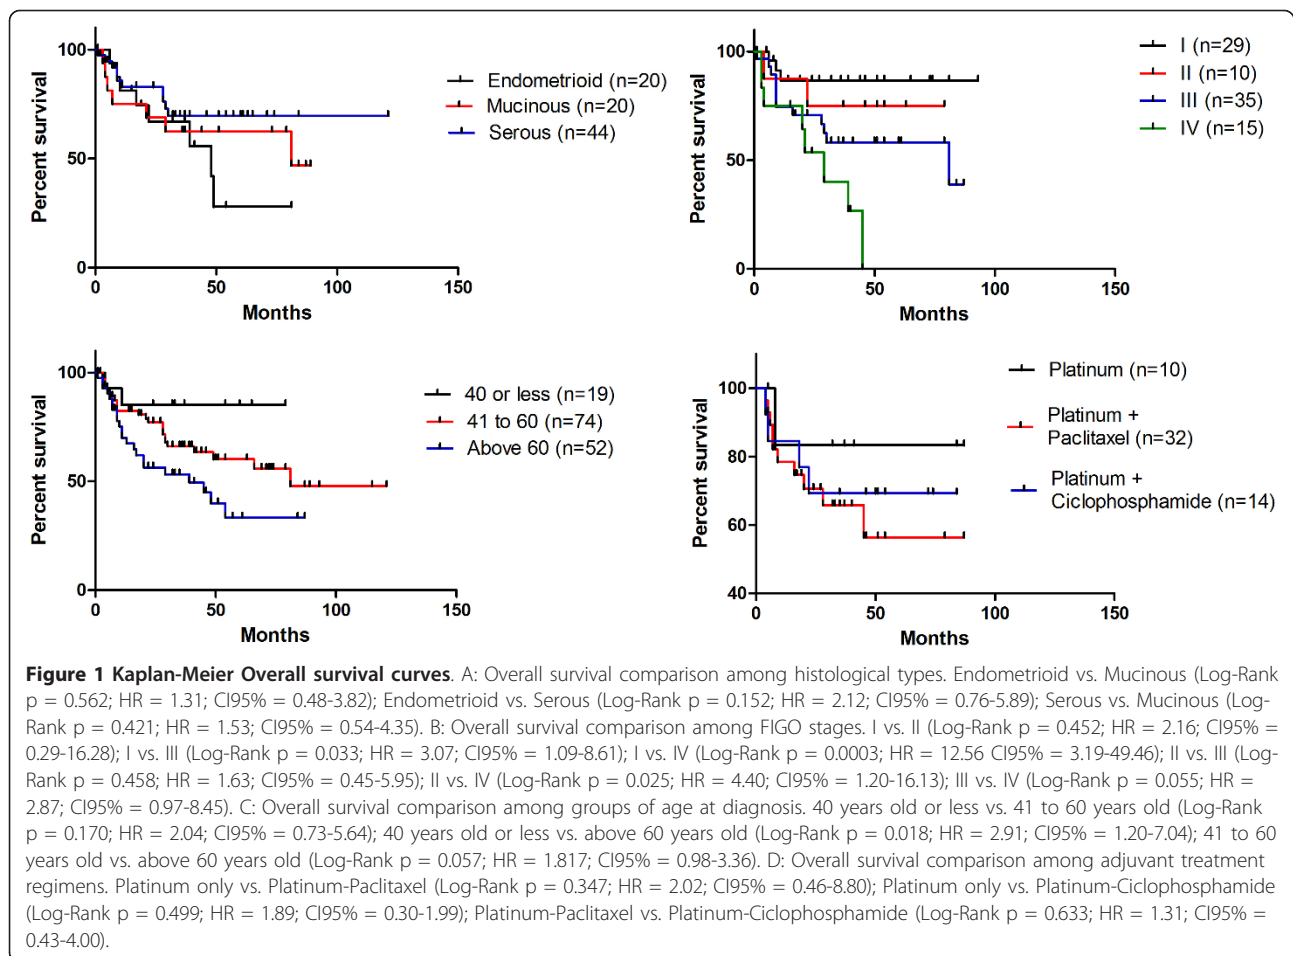 100
50
0
Percent survival
0
50
100
150
Months
Endometrioid (n=20)
Mucinous (n=20)
Serous (n=44)
100
50
0
Percent survival
0
50
100
150
Months
I (n=29)
II (n=10)
III (n=35)
IV (n=15)
100
50
0
Percent survival
0
50
100
150
Months
40 or less (n=19)
41 to 60 (n=74)
Above 60 (n=52)
100
80
60
40
Percent survival
0
50
100
150
Months
Platinum (n=10)
Platinum +
Paclitaxel (n=32)
Platinum +
Ciclophosphamide (n=14)
Figure 1 Kaplan-Meier Overall survival curves. A: Overall survival comparison among histological types. Endometrioid vs. Mucinous (Log-Rank
p = 0.562; HR = 1.31; CI95% = 0.48-3.82); Endometrioid vs. Serous (Log-Rank p = 0.152; HR = 2.12; CI95% = 0.76-5.89); Serous vs. Mucinous (Log-
Rank p = 0.421; HR = 1.53; CI95% = 0.54-4.35). B: Overall survival comparison among FIGO stages. I vs. II (Log-Rank p = 0.452; HR = 2.16; CI95% =
0.29-16.28); I vs. III (Log-Rank p = 0.033; HR = 3.07; CI95% = 1.09-8.61); I vs. IV (Log-Rank p = 0.0003; HR = 12.56 CI95% = 3.19-49.46); II vs. III (Log-
Rank p = 0.458; HR = 1.63; CI95% = 0.45-5.95); II vs. IV (Log-Rank p = 0.025; HR = 4.40; CI95% = 1.20-16.13); III vs. IV (Log-Rank p = 0.055; HR =
2.87; CI95% = 0.97-8.45). C: Overall survival comparison among groups of age at diagnosis. 40 years old or less vs. 41 to 60 years old (Log-Rank
p = 0.170; HR = 2.04; CI95% = 0.73-5.64); 40 years old or less vs. above 60 years old (Log-Rank p = 0.018; HR = 2.91; CI95% = 1.20-7.04); 41 to 60
years old vs. above 60 years old (Log-Rank p = 0.057; HR = 1.817; CI95% = 0.98-3.36). D: Overall survival comparison among adjuvant treatment
regimens. Platinum only vs. Platinum-Paclitaxel (Log-Rank p = 0.347; HR = 2.02; CI95% = 0.46-8.80); Platinum only vs. Platinum-Ciclophosphamide
(Log-Rank p = 0.499; HR = 1.89; CI95% = 0.30-1.99); Platinum-Paclitaxel vs. Platinum-Ciclophosphamide (Log-Rank p = 0.633; HR = 1.31; CI95% =
0.43-4.00).